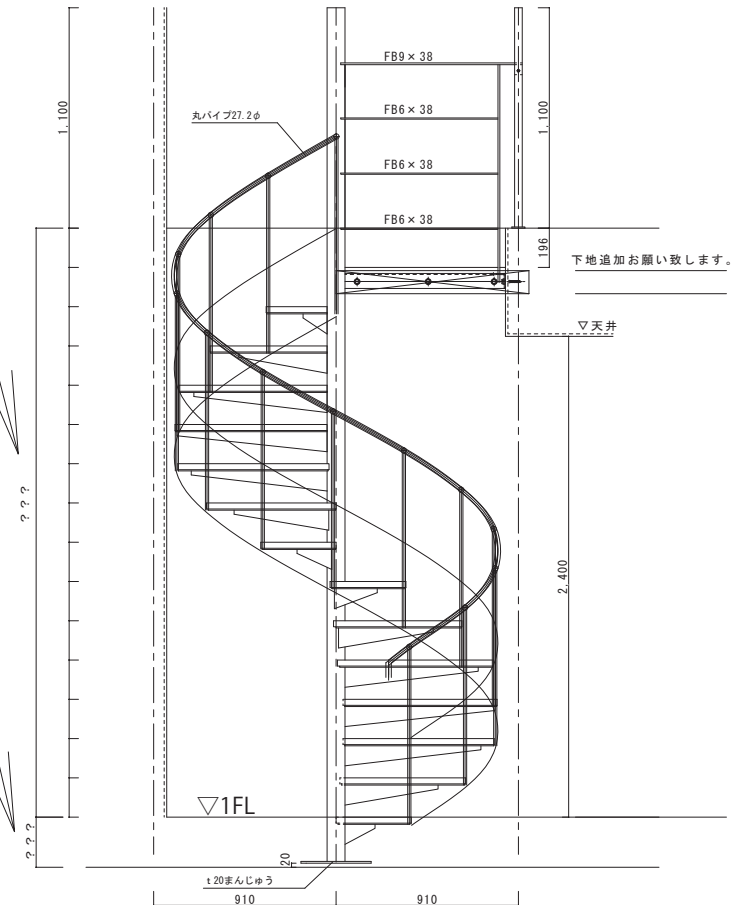 FB9×38
1,100
1,100
丸パイプ27.2φ
FB6×38
FB6×38
FB6×38
196
下地追加お願い致します。
▽天井
???
2,400
▽1FL
???
20
t20まんじゅう
910
910